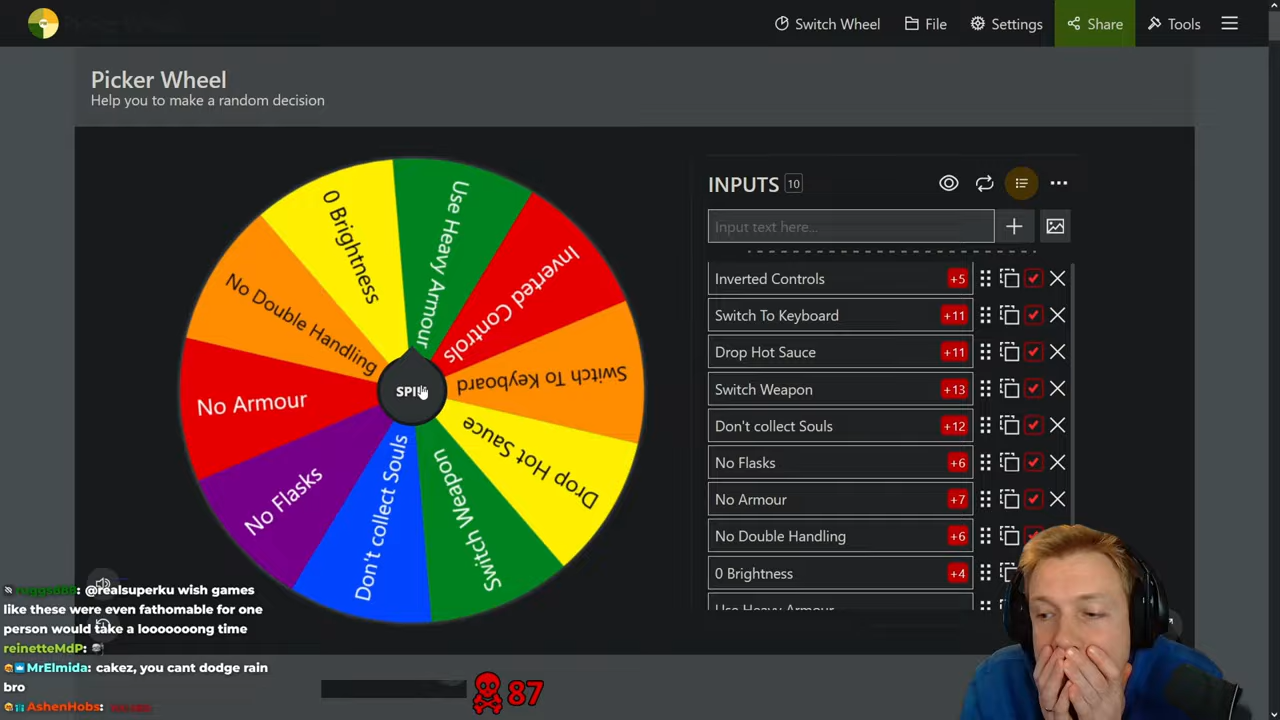 Switch Wheel
File
Settings
Share
Tools
Picker Wheel
Help you to make a random decision
0 Brightness
Use Heavy Armour
Inverted Controls
Switch To Keyboard
Drop Hot Sauce
Switch Weapon
Don't collect Souls
No Flasks
No Armour
No Double Handling
INPUTS 10
Input text here...
Inverted Controls +5
Switch To Keyboard +11
Drop Hot Sauce +11
Switch Weapon +13
Don't collect Souls +12
No Flasks +6
No Armour +7
No Double Handling +6
0 Brightness +4
Use Heavy Armour
@realsuperku wish games
like these were even fathomable for one
person would take a looooooong time
reinetteMdP:
MrElmida: cakez, you cant dodge rain
bro
AshenHobs:
87